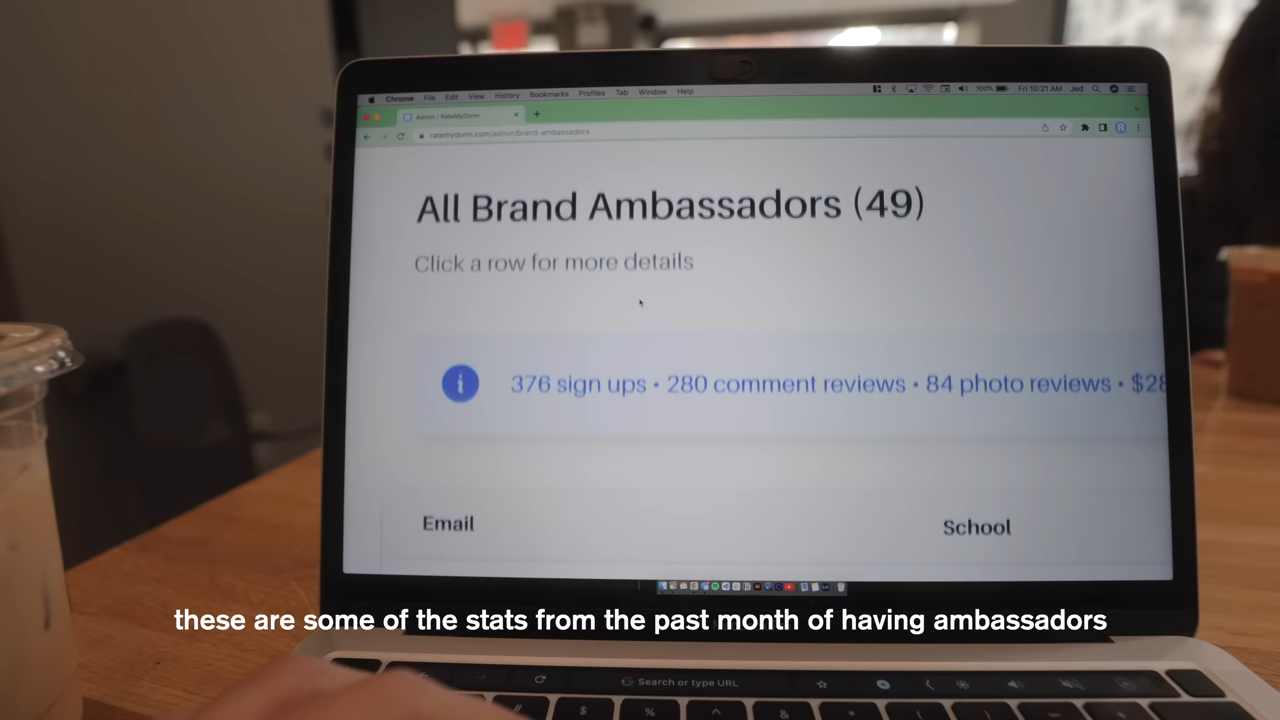 Chrome File Edit View History Bookmarks Profiles Tab Window Help
100% Fri 10:21 AM Jed
Admin | RateMyDorm
ratemydorm.com/admin/brand-ambassadors
All Brand Ambassadors (49)
Click a row for more details
376 sign ups • 280 comment reviews • 84 photo reviews • $28
Email School
these are some of the stats from the past month of having ambassadors
Search or type URL
# $ % ^ & * ( )